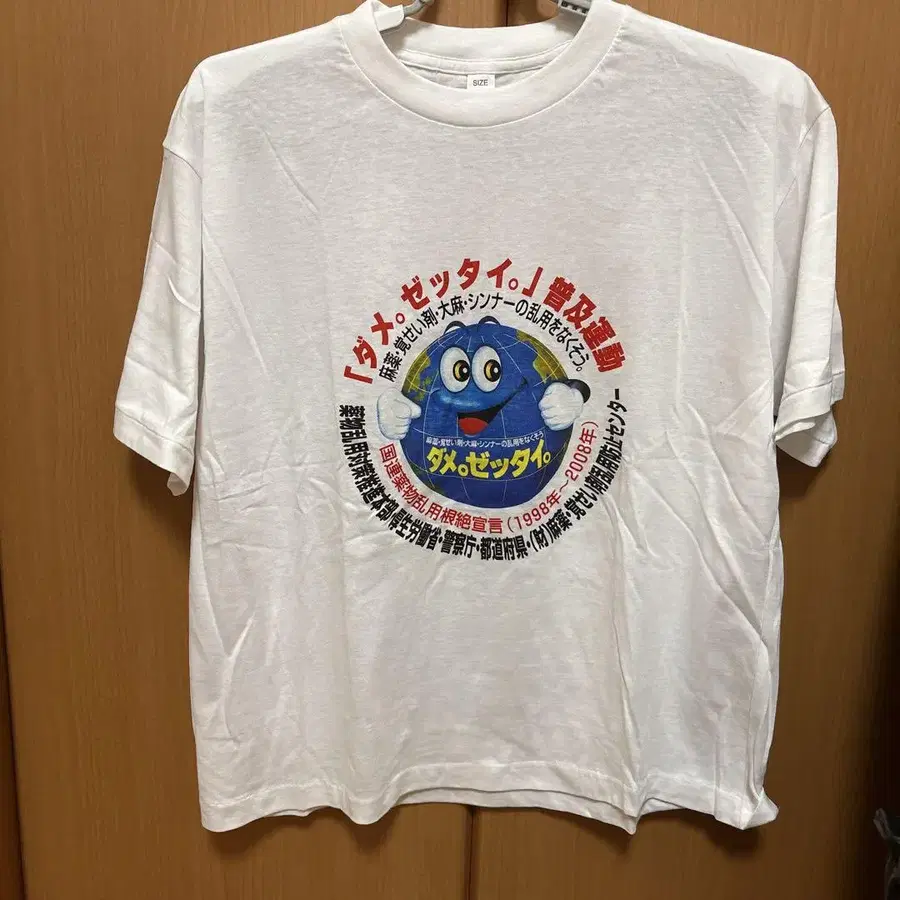 SIZE
「ダメ。ゼッタイ。」普及運動
麻薬・覚せい剤・大麻・シンナーの乱用をなくそう。
麻薬・覚せい剤・大麻・シンナーの乱用をなくそう
ダメ。ゼッタイ。
国連薬物乱用根絶宣言(1998年〜2008年)
薬物乱用対策推進本部・厚生労働省・警察庁・都道府県・(財)麻薬・覚せい剤乱用防止センター